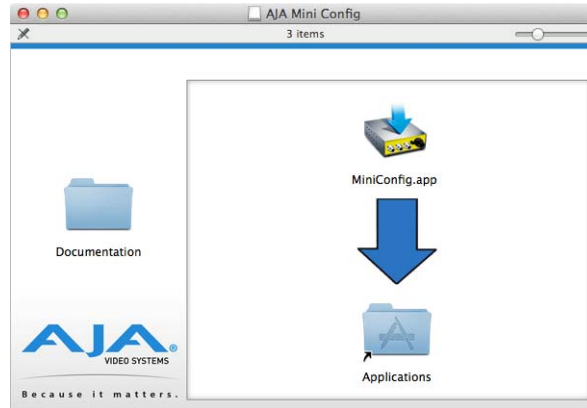 AJA Mini Config
3 items
MiniConfig.app
Documentation
Applications
AJA®
VIDEO SYSTEMS
Because it matters.